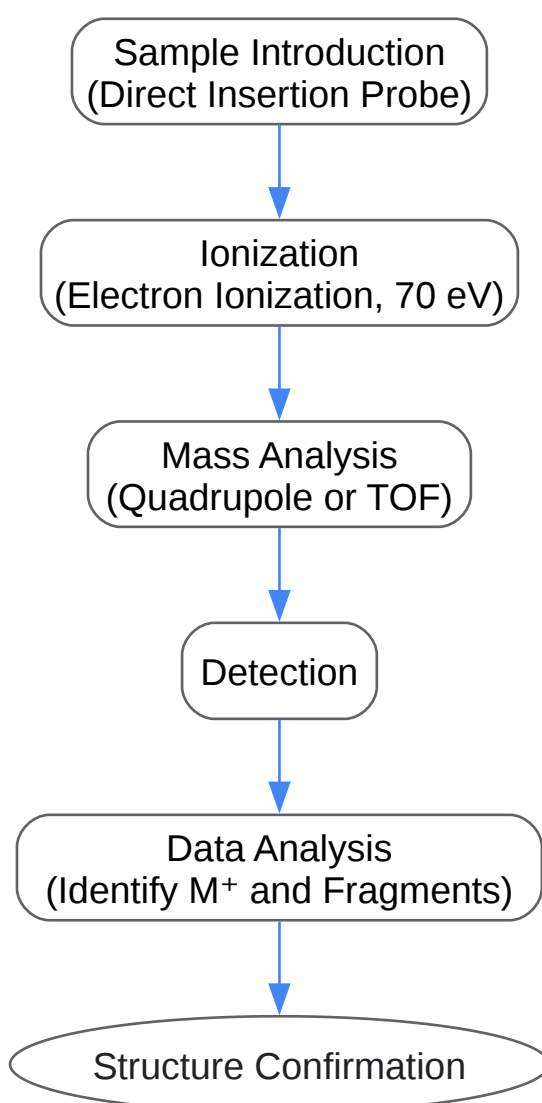 Sample Introduction
(Direct Insertion Probe)
Ionization
(Electron Ionization, 70 eV)
Mass Analysis
(Quadrupole or TOF)
Detection
Data Analysis
(Identify M⁺ and Fragments)
Structure Confirmation